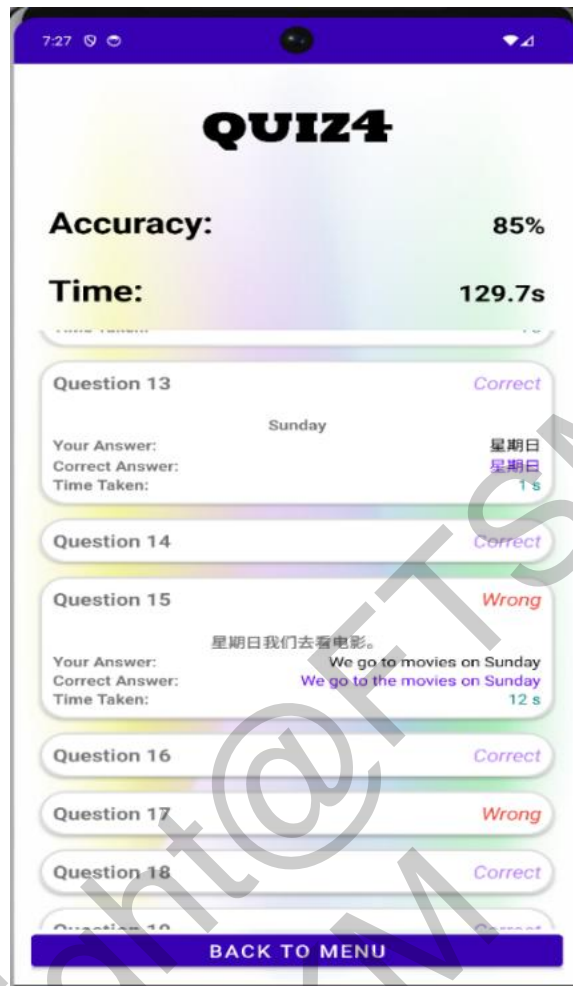 7:27
QUIZ4
Accuracy: 85%
Time: 129.7s
Time Taken:
Question 13 Correct
Sunday
Your Answer: 星期日
Correct Answer: 星期日
Time Taken: 1 s
Question 14 Correct
Question 15 Wrong
星期日我们去看电影。
Your Answer: We go to movies on Sunday
Correct Answer: We go to the movies on Sunday
Time Taken: 12 s
Question 16 Correct
Question 17 Wrong
Question 18 Correct
BACK TO MENU